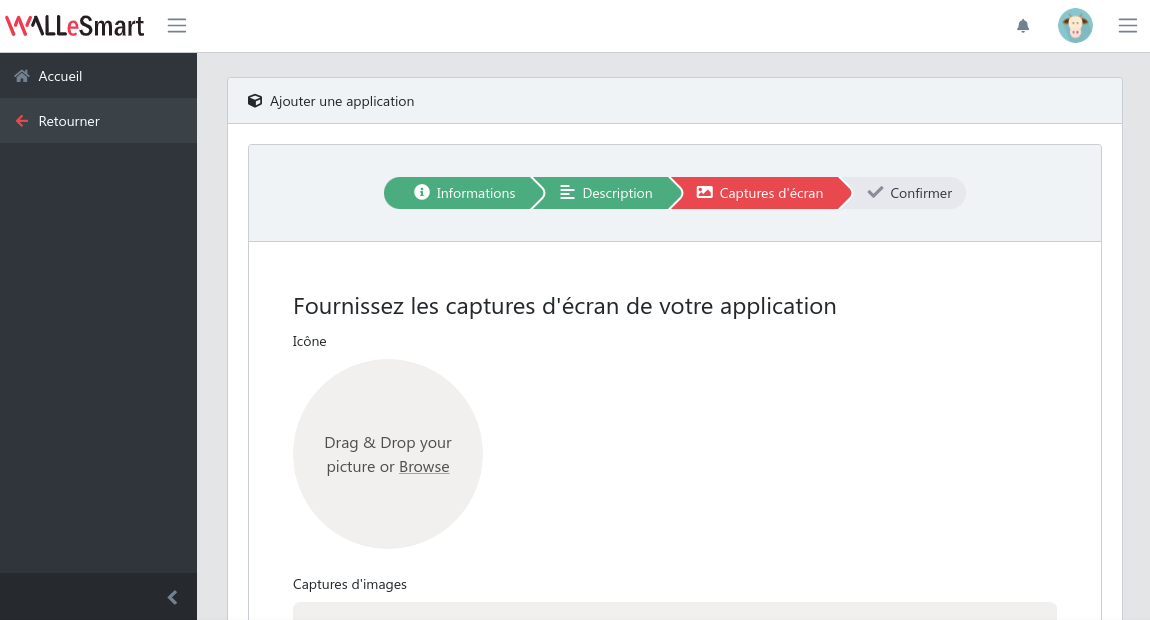 WALLeSmart
Accueil
Retourner
Ajouter une application
Informations
Description
Captures d'écran
Confirmer
Fournissez les captures d'écran de votre application
Icône
Drag & Drop your
picture or Browse
Captures d'images